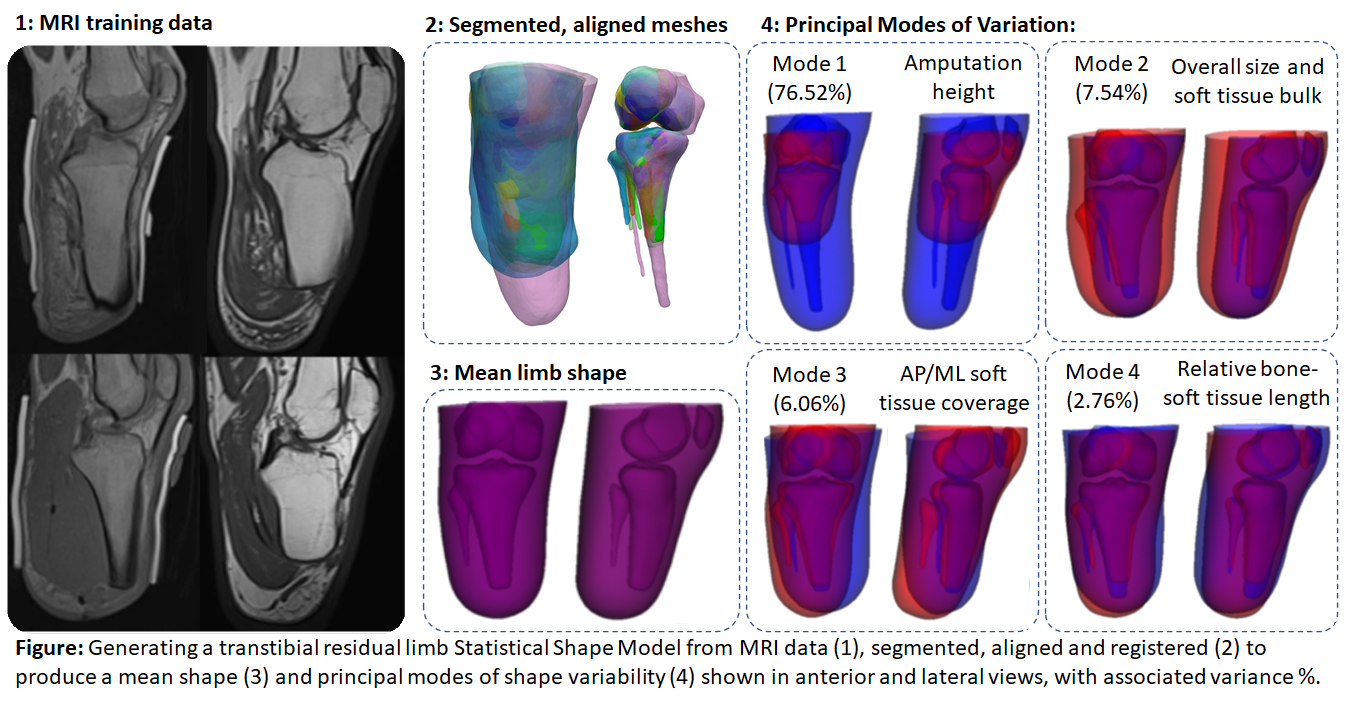 1: MRI training data
2: Segmented, aligned meshes
3: Mean limb shape
4: Principal Modes of Variation:
Mode 1
(76.52%)
Amputation
height
Mode 2
(7.54%)
Overall size and
soft tissue bulk
Mode 3
(6.06%)
AP/ML soft
tissue coverage
Mode 4
(2.76%)
Relative bone-
soft tissue length
Figure: Generating a transtibial residual limb Statistical Shape Model from MRI data (1), segmented, aligned and registered (2) to
produce a mean shape (3) and principal modes of shape variability (4) shown in anterior and lateral views, with associated variance %.